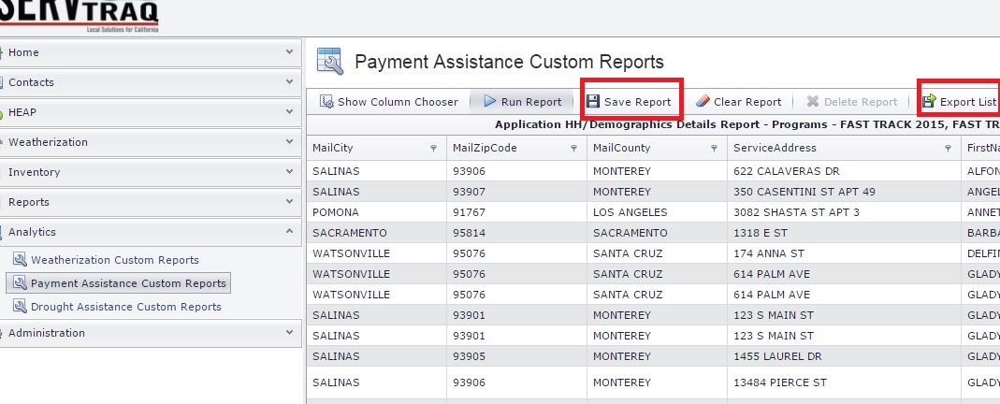 SERVTRAQ
Local Solutions for California
Home
Contacts
HEAP
Weatherization
Inventory
Reports
Analytics
Weatherization Custom Reports
Payment Assistance Custom Reports
Drought Assistance Custom Reports
Administration
Payment Assistance Custom Reports
Show Column Chooser Run Report Save Report Clear Report Delete Report Export List
Application HH/Demographics Details Report - Programs - FAST TRACK 2015, FAST TR
MailCity MailZipCode MailCounty ServiceAddress FirstNa
SALINAS 93906 MONTEREY 622 CALAVERAS DR ALFON
SALINAS 93907 MONTEREY 350 CASENTINI ST APT 49 ANGEL
POMONA 91767 LOS ANGELES 3082 SHASTA ST APT 3 ANNET
SACRAMENTO 95814 SACRAMENTO 1318 E ST BARBA
WATSONVILLE 95076 SANTA CRUZ 174 ANNA ST DELFIN
WATSONVILLE 95076 SANTA CRUZ 614 PALM AVE GLADY
WATSONVILLE 95076 SANTA CRUZ 614 PALM AVE GLADY
SALINAS 93901 MONTEREY 123 S MAIN ST GLADY
SALINAS 93901 MONTEREY 123 S MAIN ST GLADY
SALINAS 93905 MONTEREY 1455 LAUREL DR GLADY
SALINAS 93906 MONTEREY 13484 PIERCE ST GLADY